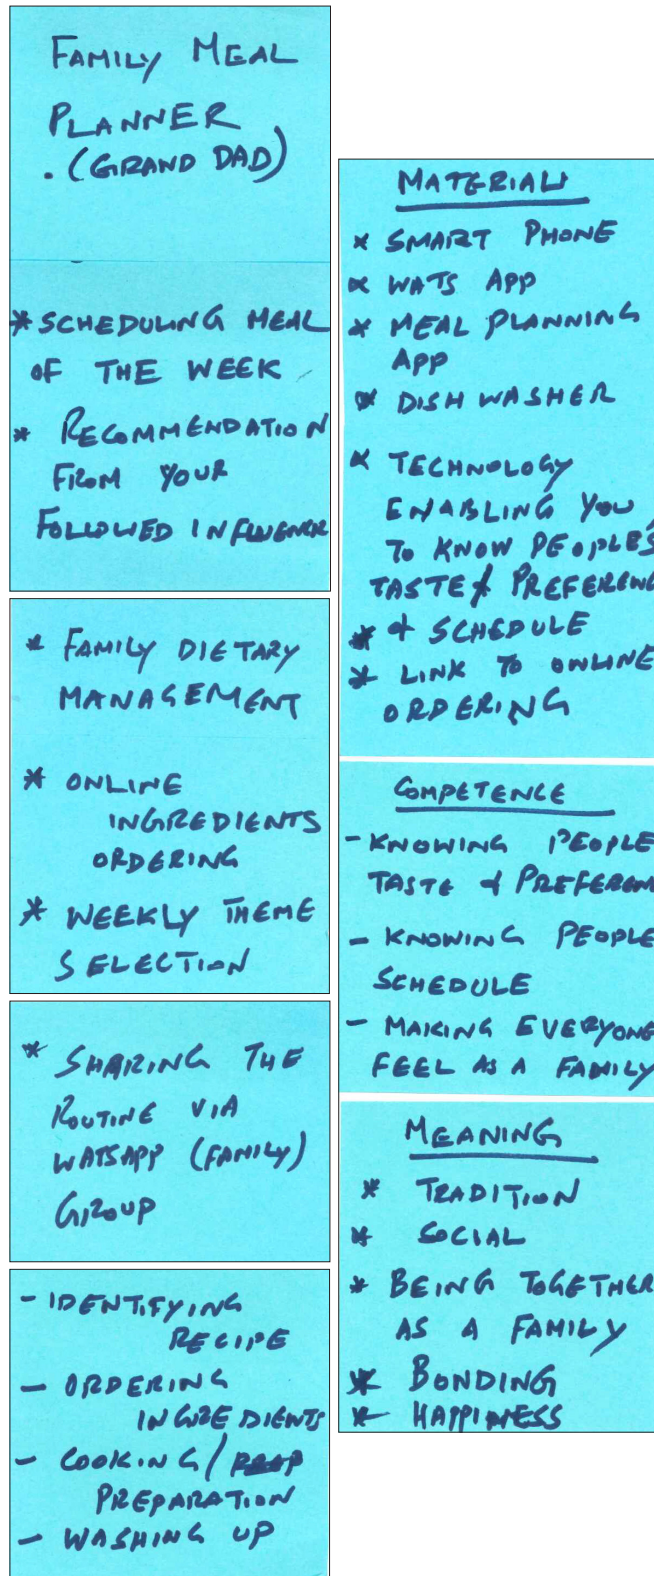 FAMILY MEAL
PLANNER
. (GRAND DAD)
* SCHEDULING MEAL
OF THE WEEK
* RECOMMENDATION
FROM YOUR
FOLLOWED INFLUENCER
* FAMILY DIETARY
MANAGEMENT
* ONLINE
INGREDIENTS
ORDERING
* WEEKLY THEME
SELECTION
* SHARING THE
ROUTINE VIA
WATSAPP (FAMILY)
GROUP
- IDENTIFYING
RECIPE
- ORDERING
INGREDIENTS
- COOKING/
PREPARATION
- WASHING UP
MATERIALS
* SMART PHONE
* WATS APP
* MEAL PLANNING
APP
* DISH WASHER
* TECHNOLOGY
ENABLING YOU
TO KNOW PEOPLES
TASTE & PREFERENC
* & SCHEDULE
* LINK TO ONLINE
ORDERING
COMPETENCE
- KNOWING PEOPLE
TASTE & PREFEREN
- KNOWING PEOPLE
SCHEDULE
- MAKING EVERYONE
FEEL AS A FAMILY
MEANING
* TRADITION
* SOCIAL
* BEING TOGETHER
AS A FAMILY
* BONDING
* HAPPINESS